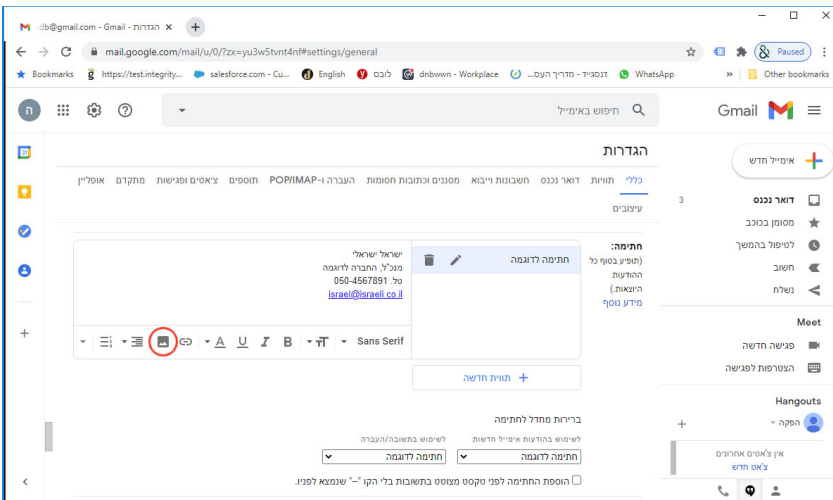 db@gmail.com - Gmail - הגדרות
mail.google.com/mail/u/0/?zx=yu3w5tvnt4nf#settings/general
Paused
Bookmarks
https://test.integrity...
salesforce.com - Cu...
English
לובט
dnbwwn - Workplace
דנסגייד - מדריך העס...
WhatsApp
»
Other bookmarks
Gmail
חיפוש באימייל
ה
אימייל חדש
דואר נכנס 3
מסומן בכוכב
לטיפול בהמשך
חשוב
נשלח
Meet
פגישה חדשה
הצטרפות לפגישה
Hangouts
הפקה
אין צ'אטים אחרונים
צ'אט חדש
31
הגדרות
כללי תוויות דואר נכנס חשבונות וייבוא מסננים וכתובות חסומות העברה ו-POP/IMAP תוספים צ'אטים ופגישות מתקדם אופליין
עיצובים
חתימה:
(תופיע בסוף כל
ההודעות
היוצאות.)
מידע נוסף
חתימה לדוגמה
ישראל ישראלי
מנכ"ל, החברה לדוגמה
טל. 050-4567891
israel@israeli.co.il
Sans Serif
תווית חדשה
ברירות מחדל לחתימה
לשימוש בהודעות אימייל חדשות לשימוש בתשובה/העברה
חתימה לדוגמה חתימה לדוגמה
הוספת החתימה לפני טקסט מצוטט בתשובות בלי הקו "--" שנמצא לפניו.